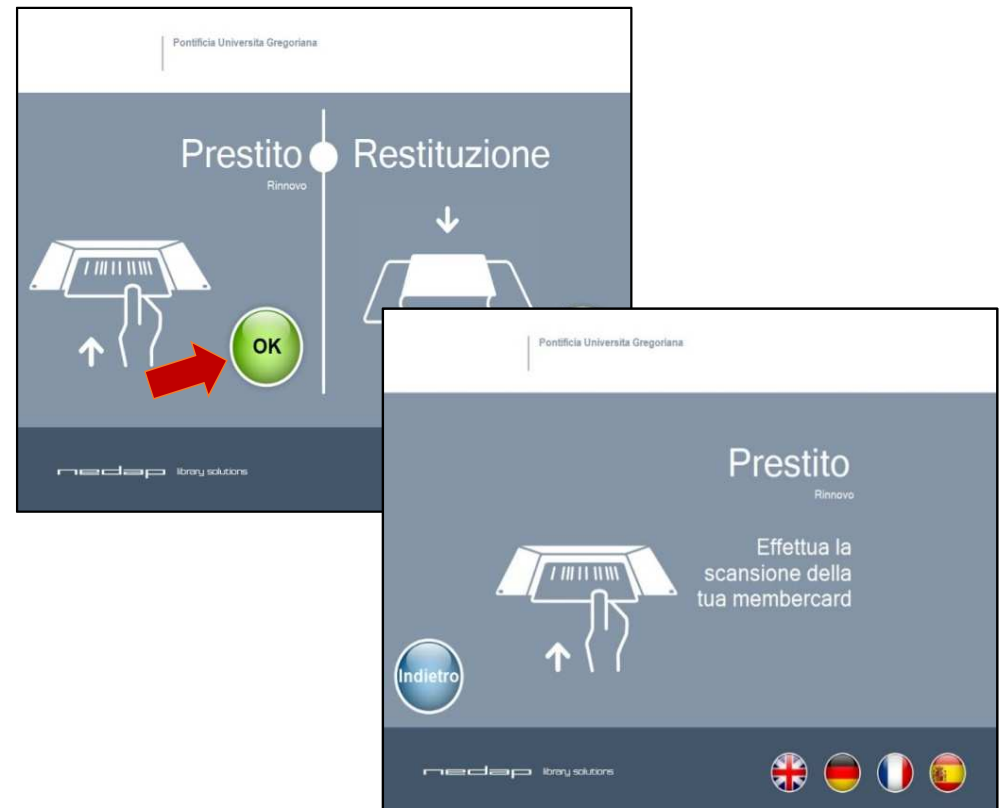 Pontificia Universita Gregoriana
Prestito
Rinnovo
Restituzione
OK
nedap library solutions
Pontificia Universita Gregoriana
Prestito
Rinnovo
Effettua la
scansione della
tua membercard
Indietro
nedap library solutions